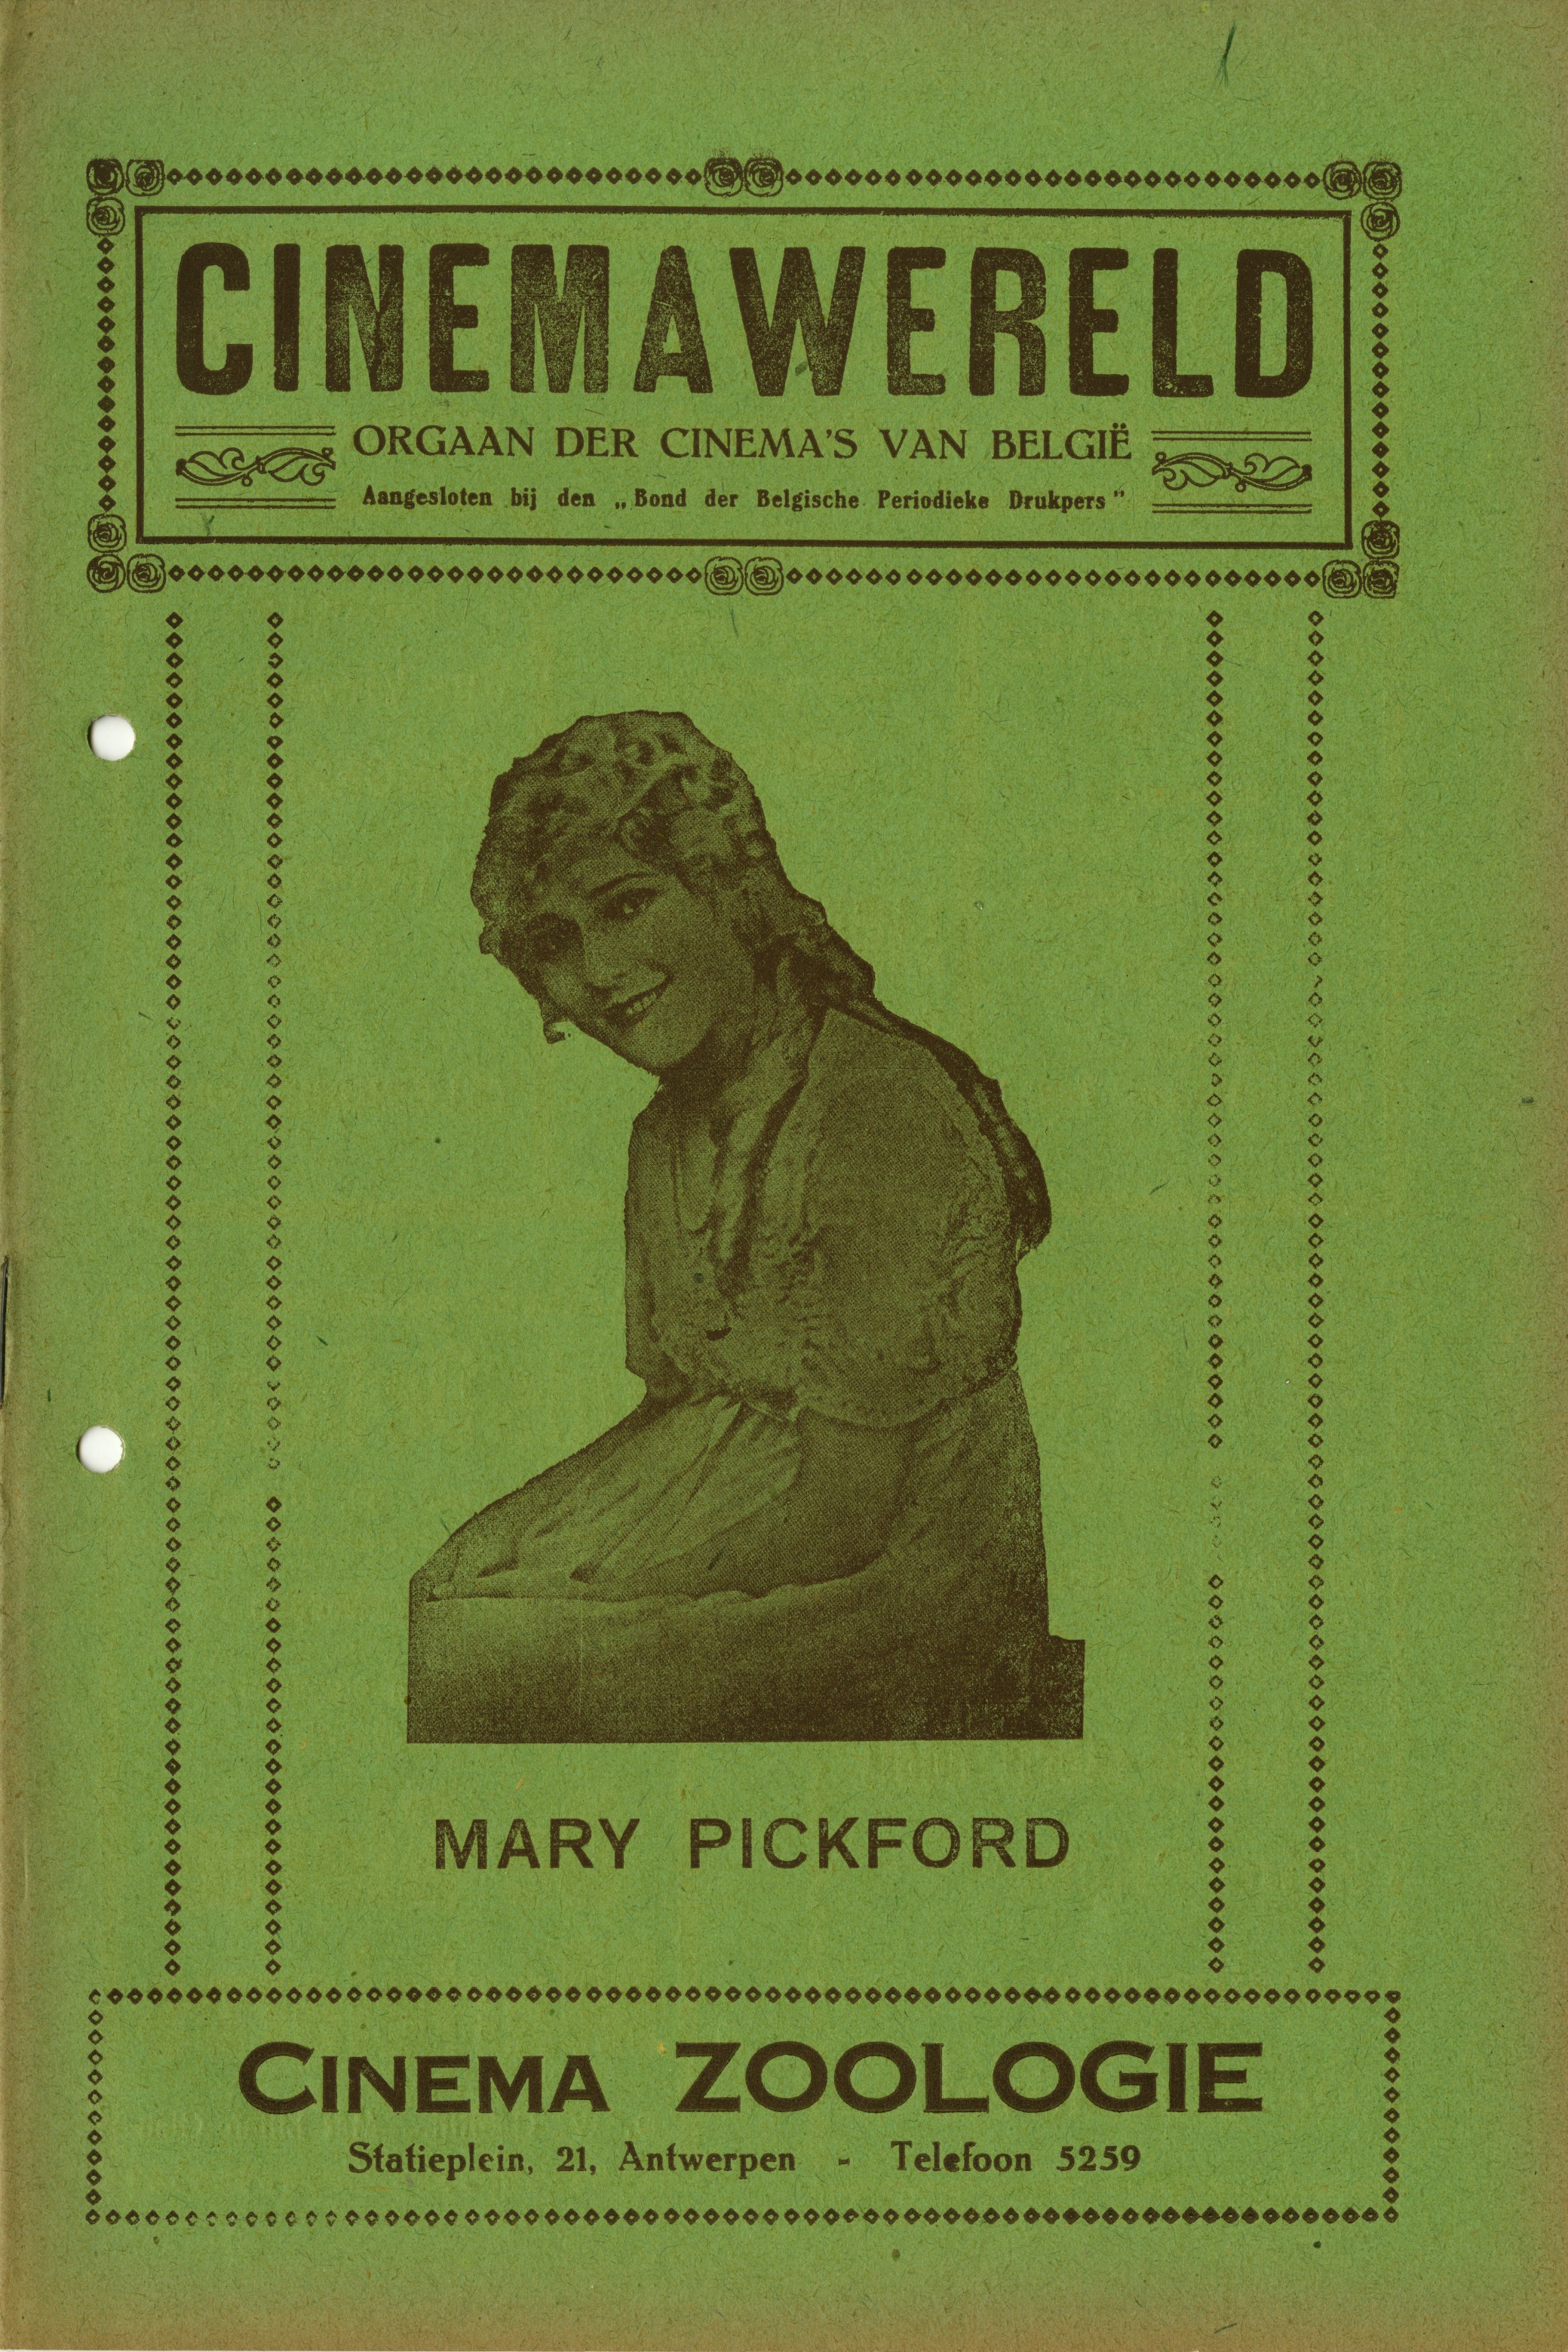 CINEMAWERELD
ORGAAN DER CINEMA'S VAN BELGIË
Aangesloten bij den „Bond der Belgische Periodieke Drukpers”
MARY PICKFORD
CINEMA ZOOLOGIE
Statieplein, 21, Antwerpen - Telefoon 5259